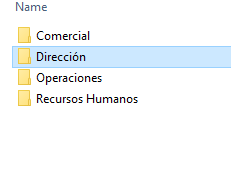 Name
Comercial
Dirección
Operaciones
Recursos Humanos